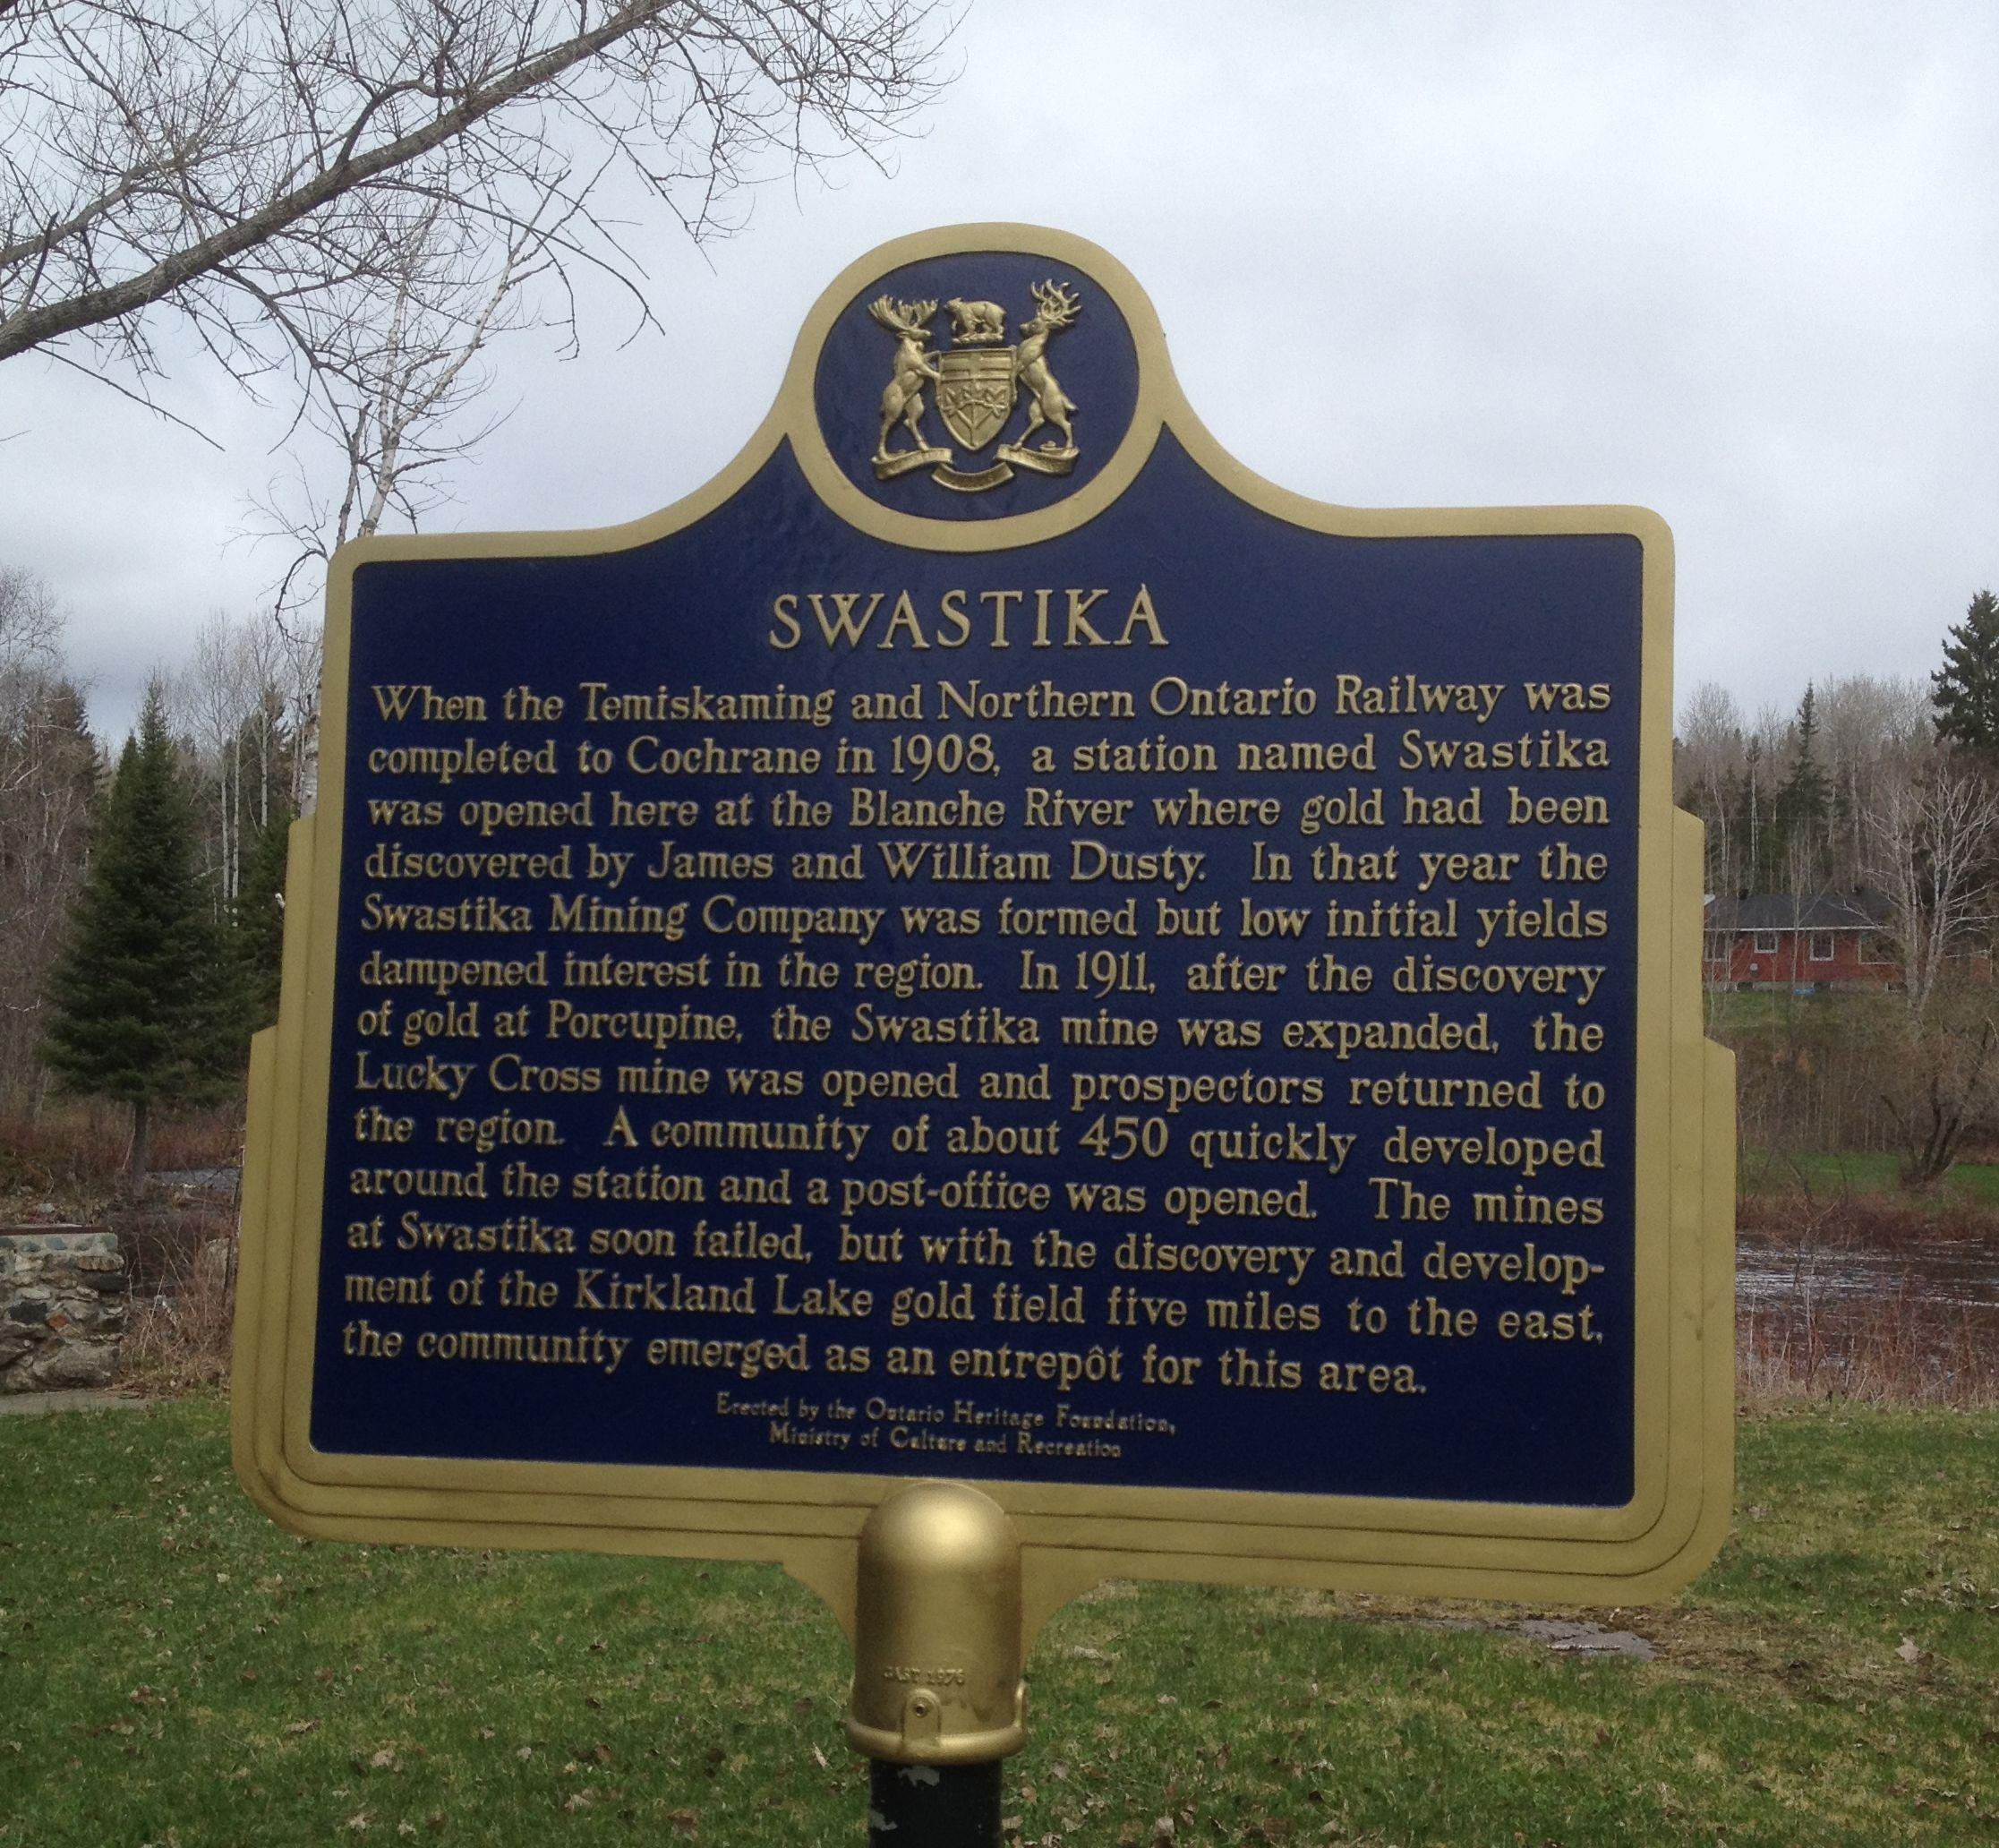 SWASTIKA
When the Temiskaming and Northern Ontario Railway was
completed to Cochrane in 1908, a station named Swastika
was opened here at the Blanche River where gold had been
discovered by James and William Dusty. In that year the
Swastika Mining Company was formed but low initial yields
dampened interest in the region. In 1911, after the discovery
of gold at Porcupine, the Swastika mine was expanded, the
Lucky Cross mine was opened and prospectors returned to
the region. A community of about 450 quickly developed
around the station and a post-office was opened. The mines
at Swastika soon failed, but with the discovery and develop-
ment of the Kirkland Lake gold field five miles to the east,
the community emerged as an entrepôt for this area.
Erected by the Ontario Heritage Foundation,
Ministry of Culture and Recreation
CAST 1976